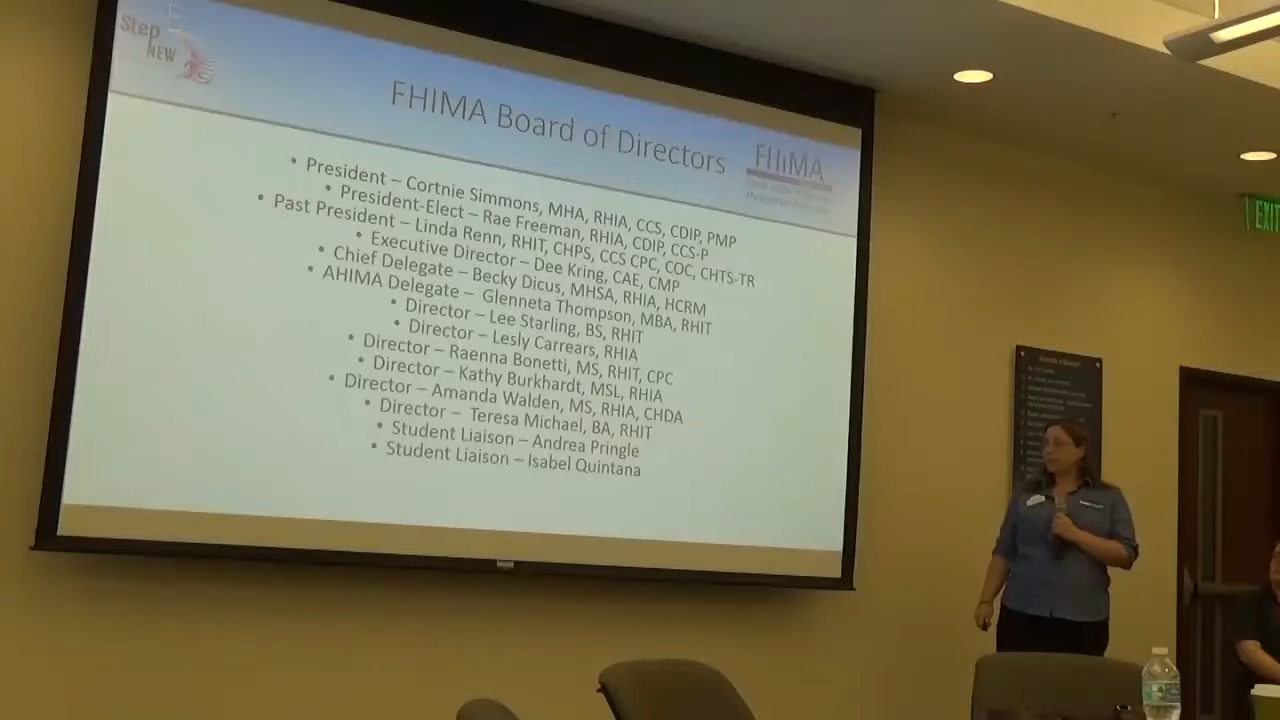 Step
NEW
FHIMA Board of Directors
FHIMA
• President – Cortnie Simmons, MHA, RHIA, CCS, CDIP, PMP
• President-Elect – Rae Freeman, RHIA, CDIP, CCS-P
• Past President – Linda Renn, RHIT, CHPS, CCS CPC, COC, CHTS-TR
• Executive Director – Dee Kring, CAE, CMP
• Chief Delegate – Becky Dicus, MHSA, RHIA, HCRM
• AHIMA Delegate – Glenneta Thompson, MBA, RHIT
• Director – Lee Starling, BS, RHIT
• Director – Lesly Carrears, RHIA
• Director – Raenna Bonetti, MS, RHIT, CPC
• Director – Kathy Burkhardt, MSL, RHIA
• Director – Amanda Walden, MS, RHIA, CHDA
• Director – Teresa Michael, BA, RHIT
• Student Liaison – Andrea Pringle
• Student Liaison – Isabel Quintana
EXIT